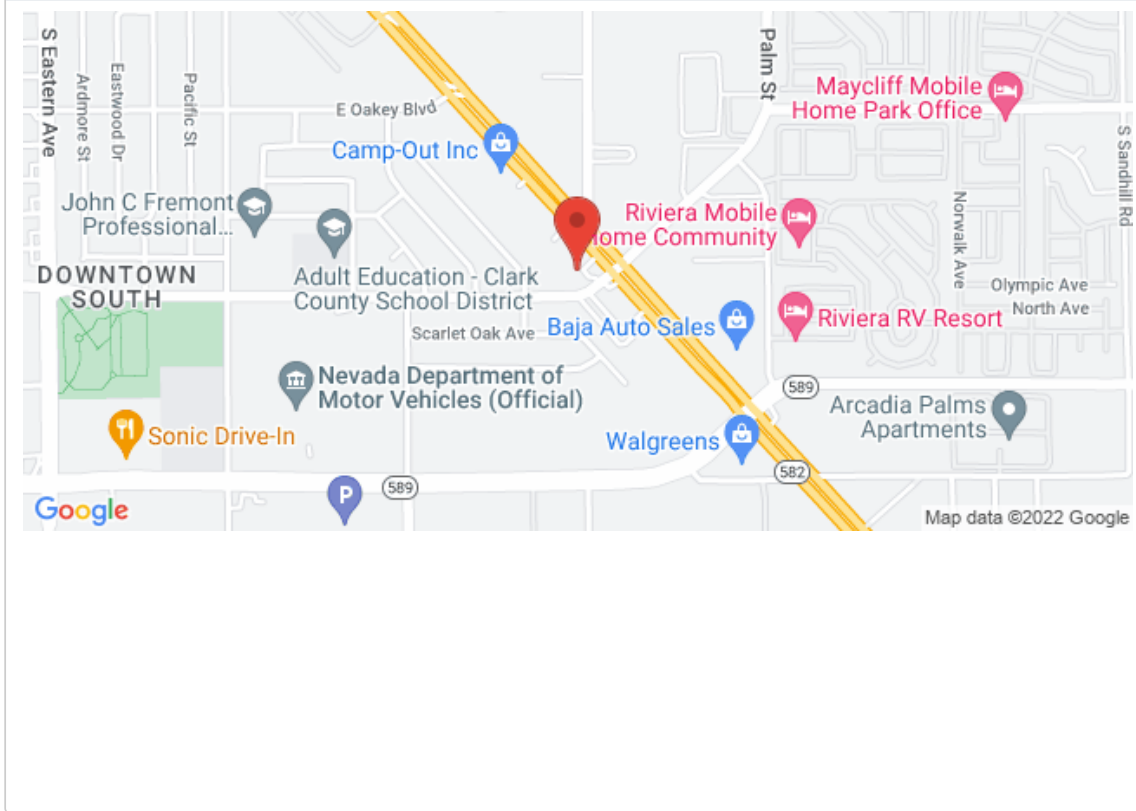 S Eastern Ave
Ardmore St
Eastwood Dr
Pacific St
E Oakey Blvd
Palm St
Maycliff Mobile
Home Park Office
S Sandhill Rd
Camp-Out Inc
John C Fremont
Professional...
Riviera Mobile
Home Community
Norwalk Ave
DOWNTOWN
SOUTH
Adult Education - Clark
County School District
Olympic Ave
North Ave
Scarlet Oak Ave
Baja Auto Sales
Riviera RV Resort
Nevada Department of
Motor Vehicles (Official)
589
Arcadia Palms
Apartments
Sonic Drive-In
Walgreens
582
589
P
Google
Map data ©2022 Google